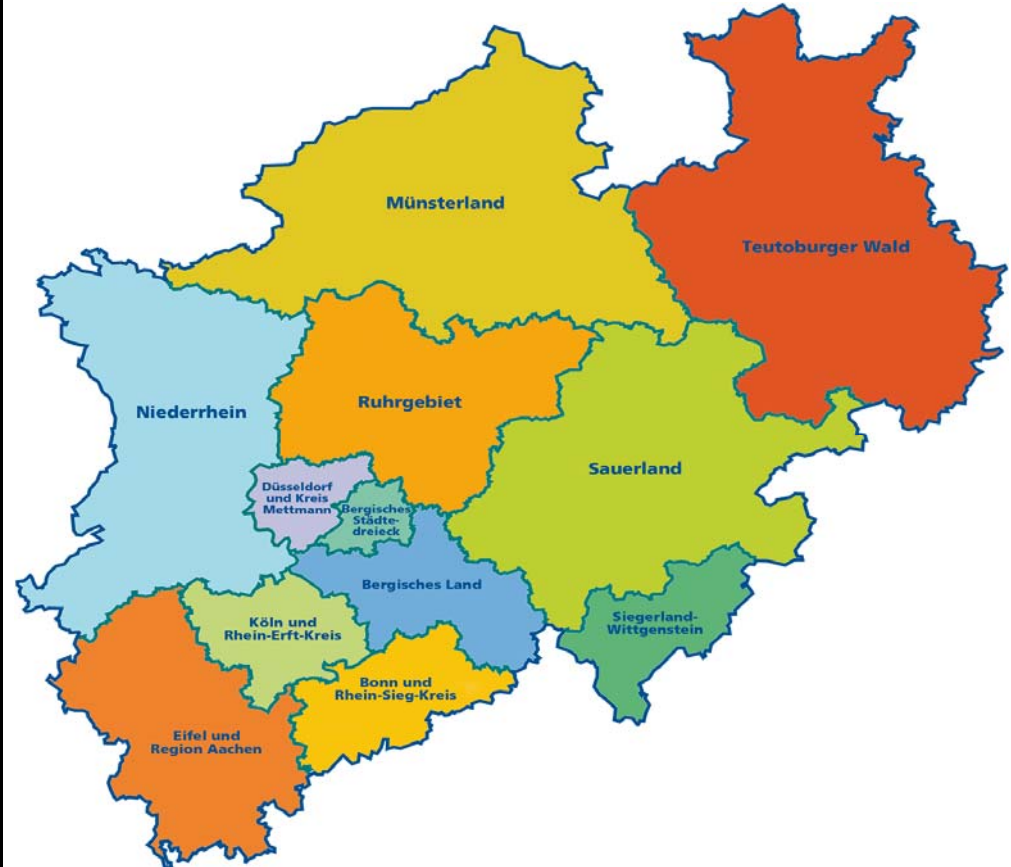 Münsterland
Teutoburger Wald
Niederrhein
Ruhrgebiet
Sauerland
Düsseldorf
und Kreis
Mettmann
Bergisches
Städte-
dreieck
Bergisches Land
Siegerland-
Wittgenstein
Köln und
Rhein-Erft-Kreis
Bonn und
Rhein-Sieg-Kreis
Eifel und
Region Aachen